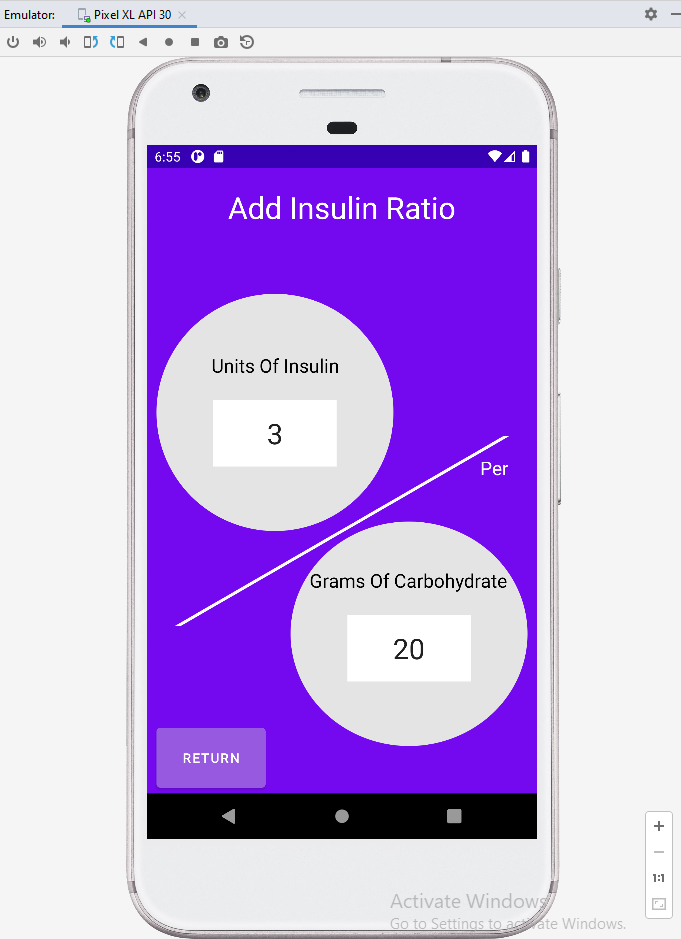 Emulator: Pixel XL API 30
6:55
Add Insulin Ratio
Units Of Insulin
3
Per
Grams Of Carbohydrate
20
RETURN
1:1
Activate Windows
Go to Settings to activate Windows.